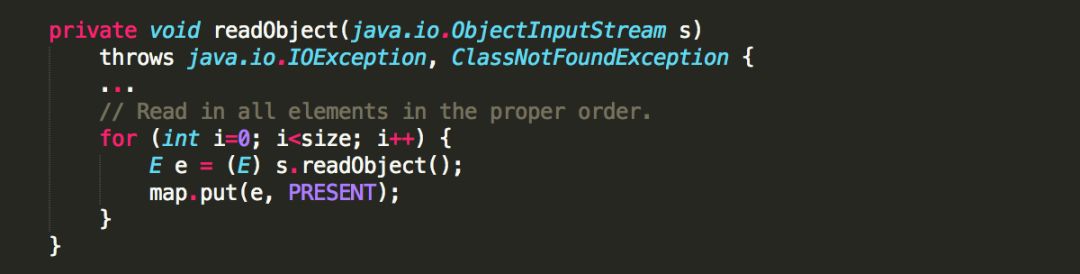 private void readObject(java.io.ObjectInputStream s)
    throws java.io.IOException, ClassNotFoundException {
    ...
    // Read in all elements in the proper order.
    for (int i=0; i<size; i++) {
        E e = (E) s.readObject();
        map.put(e, PRESENT);
    }
}